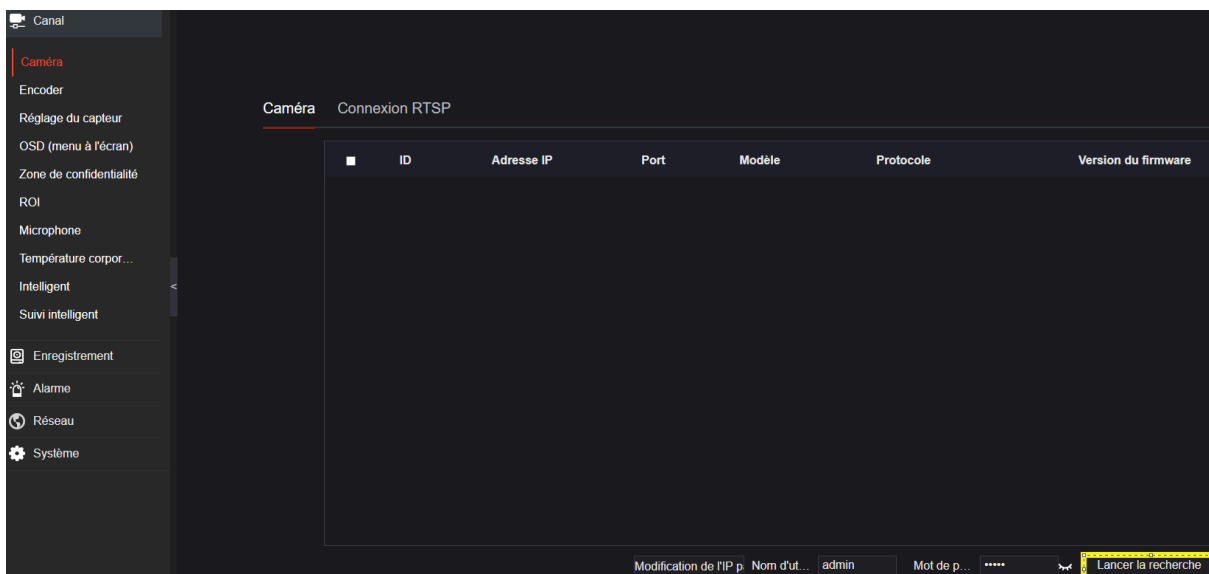 Canal
Caméra
Encoder
Réglage du capteur
OSD (menu à l'écran)
Zone de confidentialité
ROI
Microphone
Température corpor...
Intelligent
Suivi intelligent
Enregistrement
Alarme
Réseau
Système
Caméra Connexion RTSP
ID Adresse IP Port Modèle Protocole Version du firmware
Modification de l'IP p Nom d'ut... admin Mot de p... ••••• Lancer la recherche